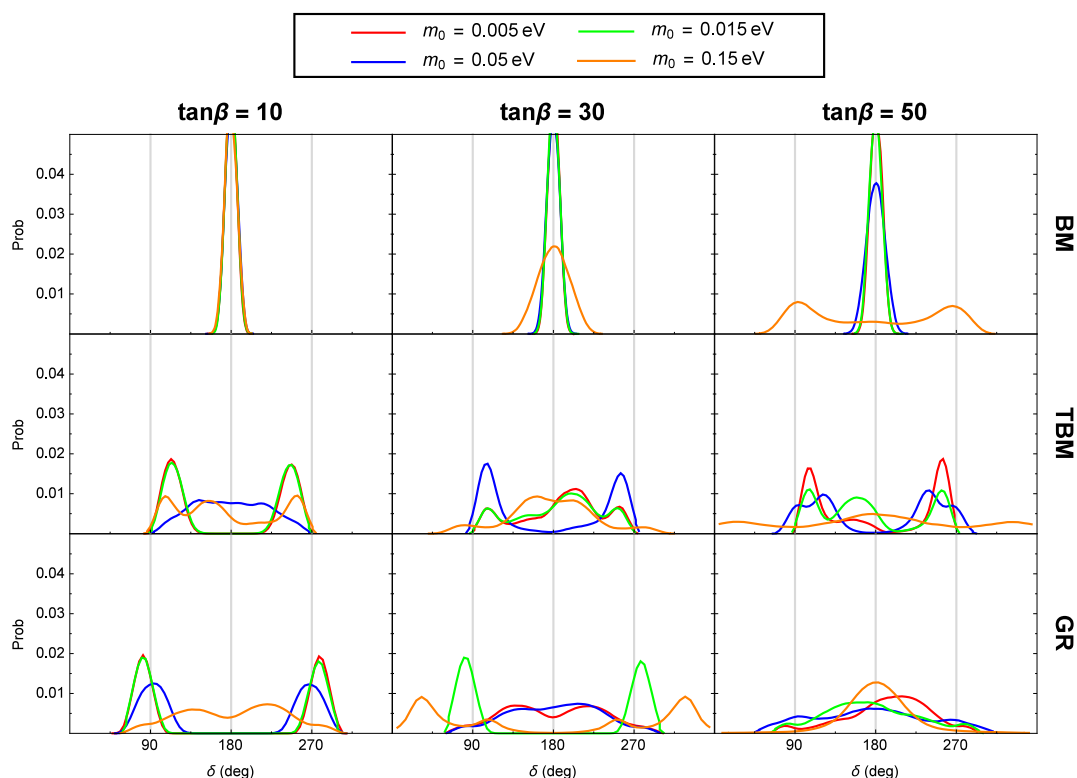 m₀ = 0.005 eV
m₀ = 0.015 eV
m₀ = 0.05 eV
m₀ = 0.15 eV
tanβ = 10
tanβ = 30
tanβ = 50
0.04
0.03
0.02
0.01
Prob
BM
0.04
0.03
0.02
0.01
Prob
TBM
0.04
0.03
0.02
0.01
Prob
GR
90 180 270
90 180 270
90 180 270
δ (deg)
δ (deg)
δ (deg)